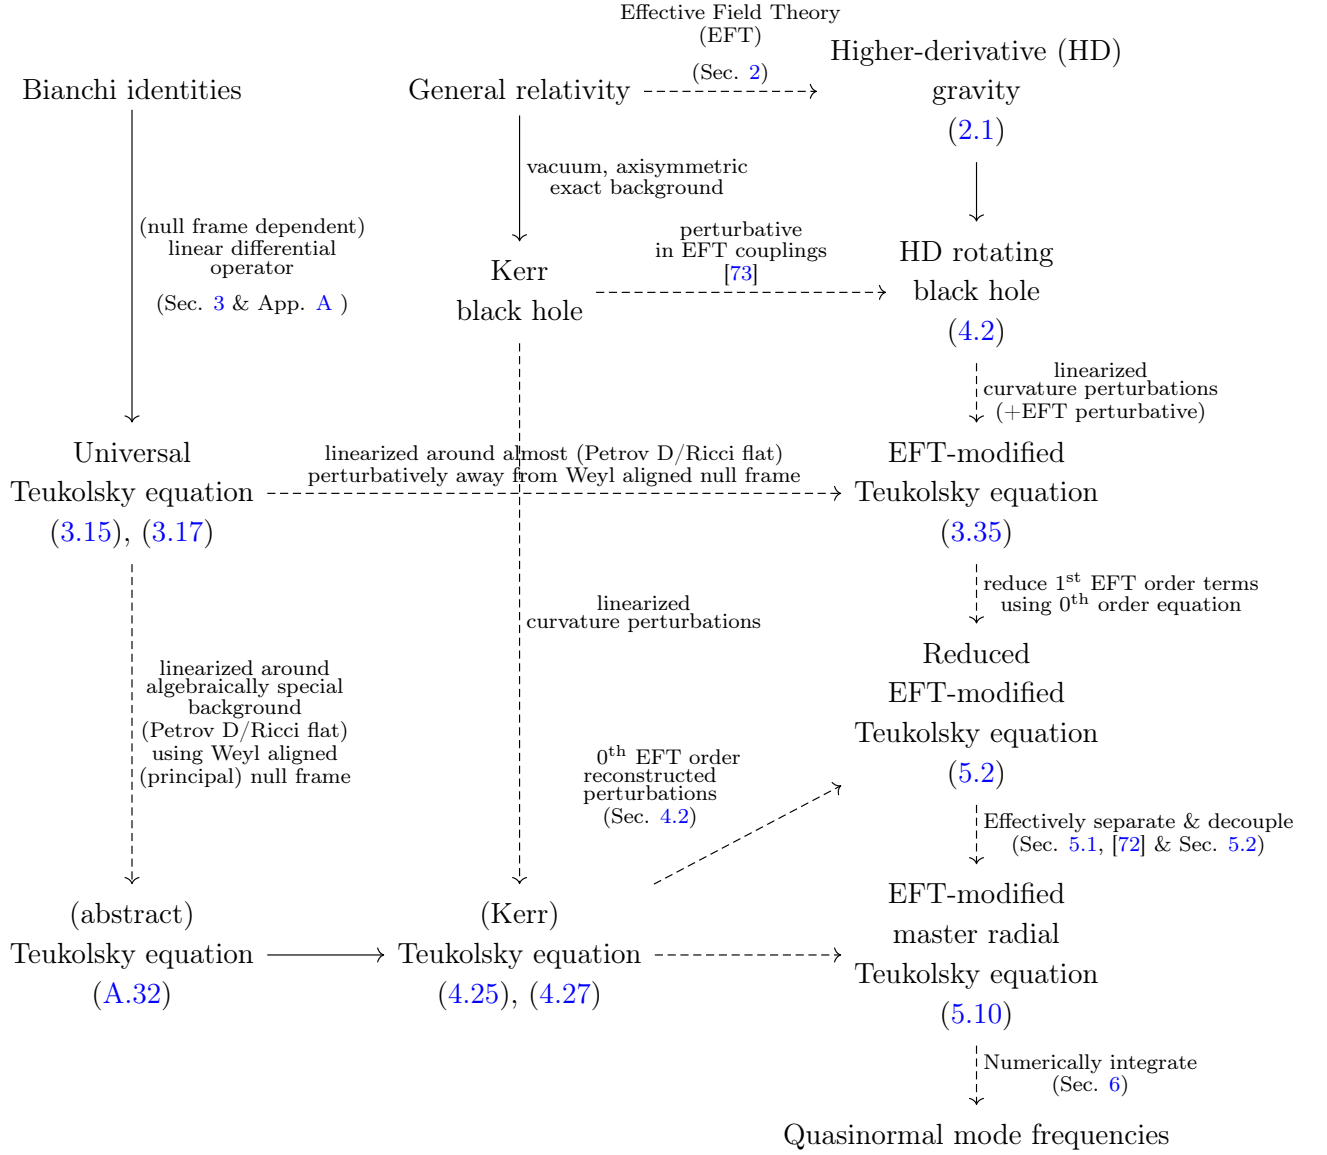 Effective Field Theory
(EFT)
(Sec. 2)
Bianchi identities
General relativity
Higher-derivative (HD)
gravity
(2.1)
vacuum, axisymmetric
exact background
(null frame dependent)
linear differential
operator
(Sec. 3 & App. A )
Kerr
black hole
perturbative
in EFT couplings
[73]
HD rotating
black hole
(4.2)
linearized
curvature perturbations
(+EFT perturbative)
Universal
Teukolsky equation
(3.15), (3.17)
linearized around almost (Petrov D/Ricci flat)
perturbatively away from Weyl aligned null frame
EFT-modified
Teukolsky equation
(3.35)
linearized
curvature perturbations
reduce 1st EFT order terms
using 0th order equation
linearized around
algebraically special
background
(Petrov D/Ricci flat)
using Weyl aligned
(principal) null frame
Reduced
EFT-modified
Teukolsky equation
(5.2)
0th EFT order
reconstructed
perturbations
(Sec. 4.2)
Effectively separate & decouple
(Sec. 5.1, [72] & Sec. 5.2)
(abstract)
Teukolsky equation
(A.32)
(Kerr)
Teukolsky equation
(4.25), (4.27)
EFT-modified
master radial
Teukolsky equation
(5.10)
Numerically integrate
(Sec. 6)
Quasinormal mode frequencies